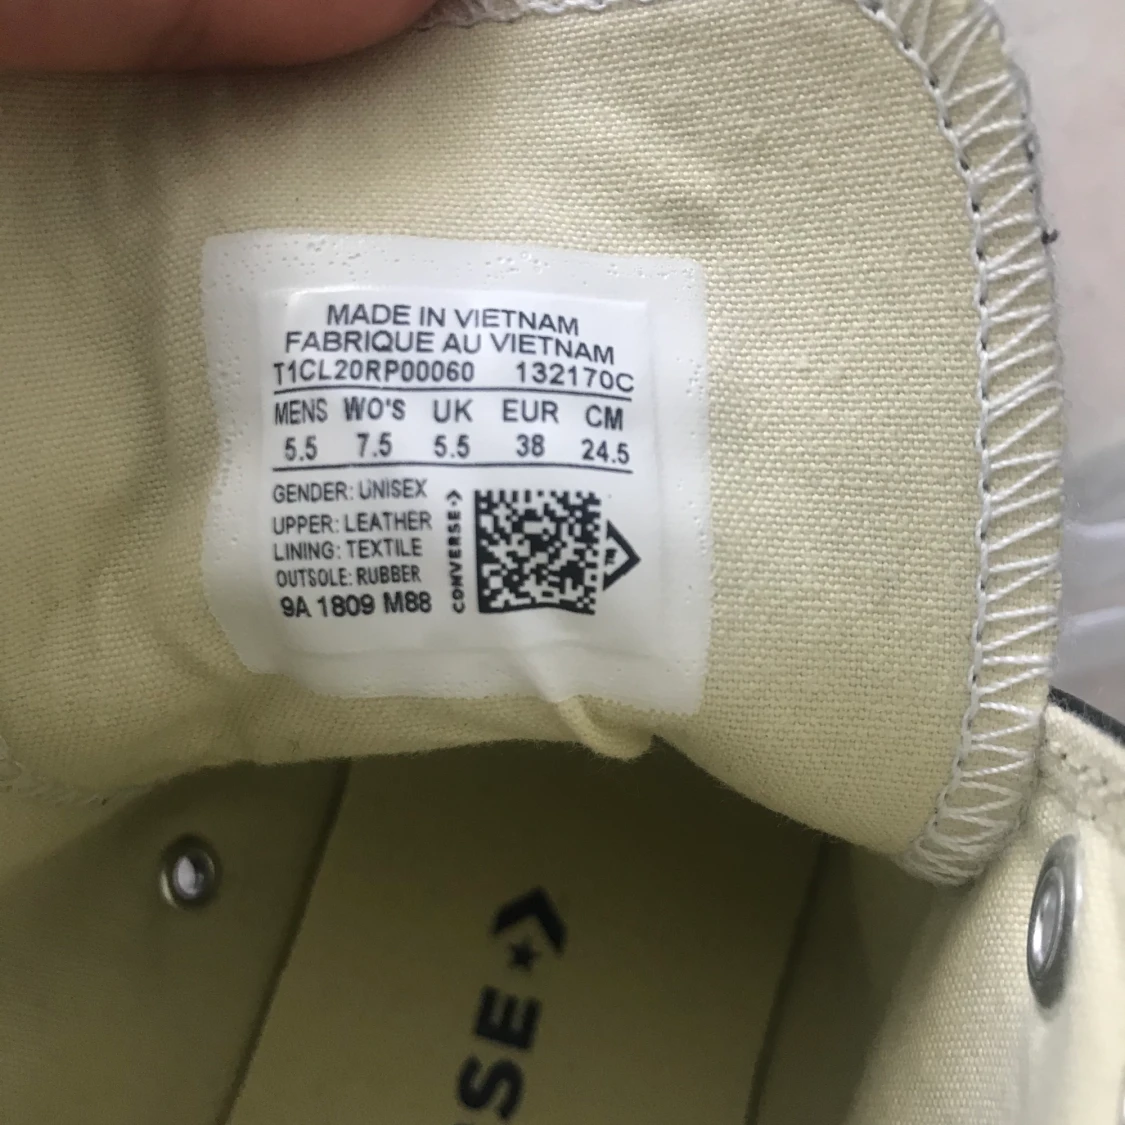 MADE IN VIETNAM
FABRIQUE AU VIETNAM
T1CL20RP00060 132170C
MENS WO'S UK EUR CM
5.5 7.5 5.5 38 24.5
GENDER: UNISEX
UPPER: LEATHER
LINING: TEXTILE
OUTSOLE: RUBBER
9A 1809 M88
CONVERSE
RSE